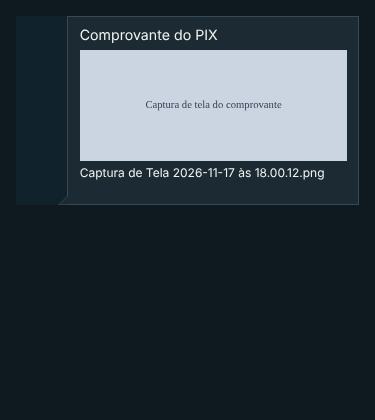 Comprovante do PIX
Captura de tela do comprovante
Captura de Tela 2026-11-17 às 18.00.12.png